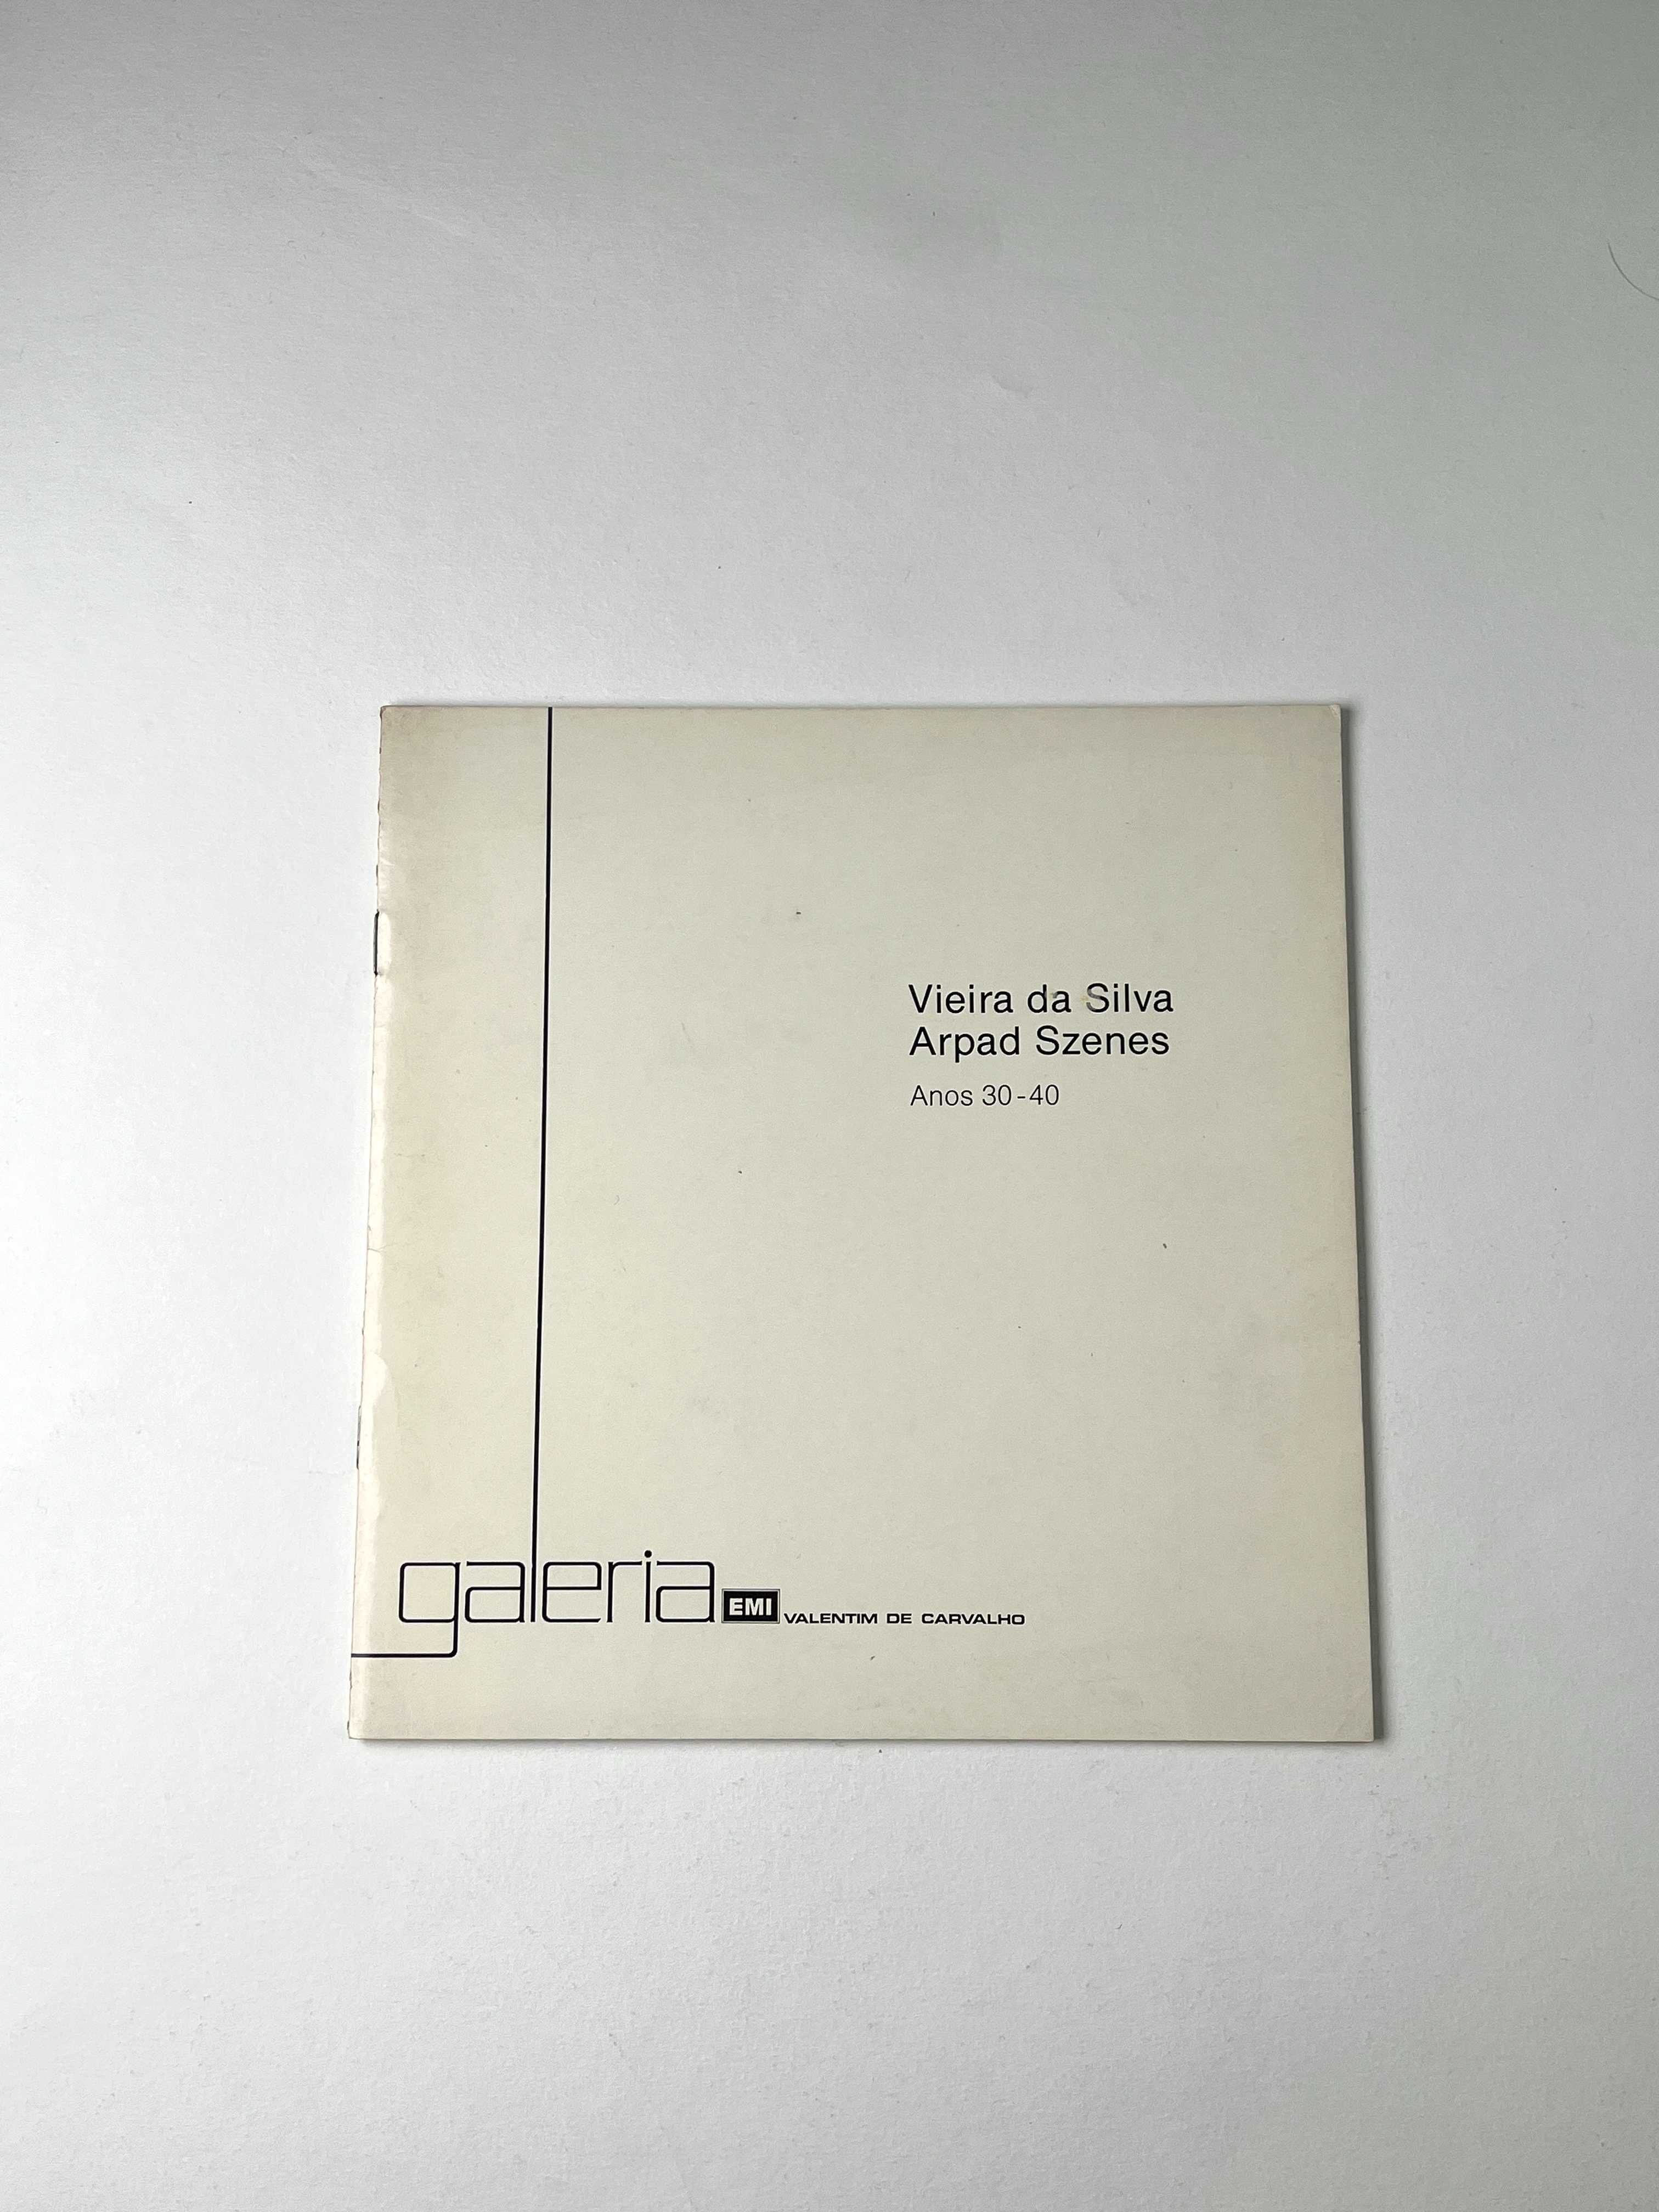 Vieira da Silva
Arpad Szenes
Anos 30-40
galeria EMI VALENTIM DE CARVALHO